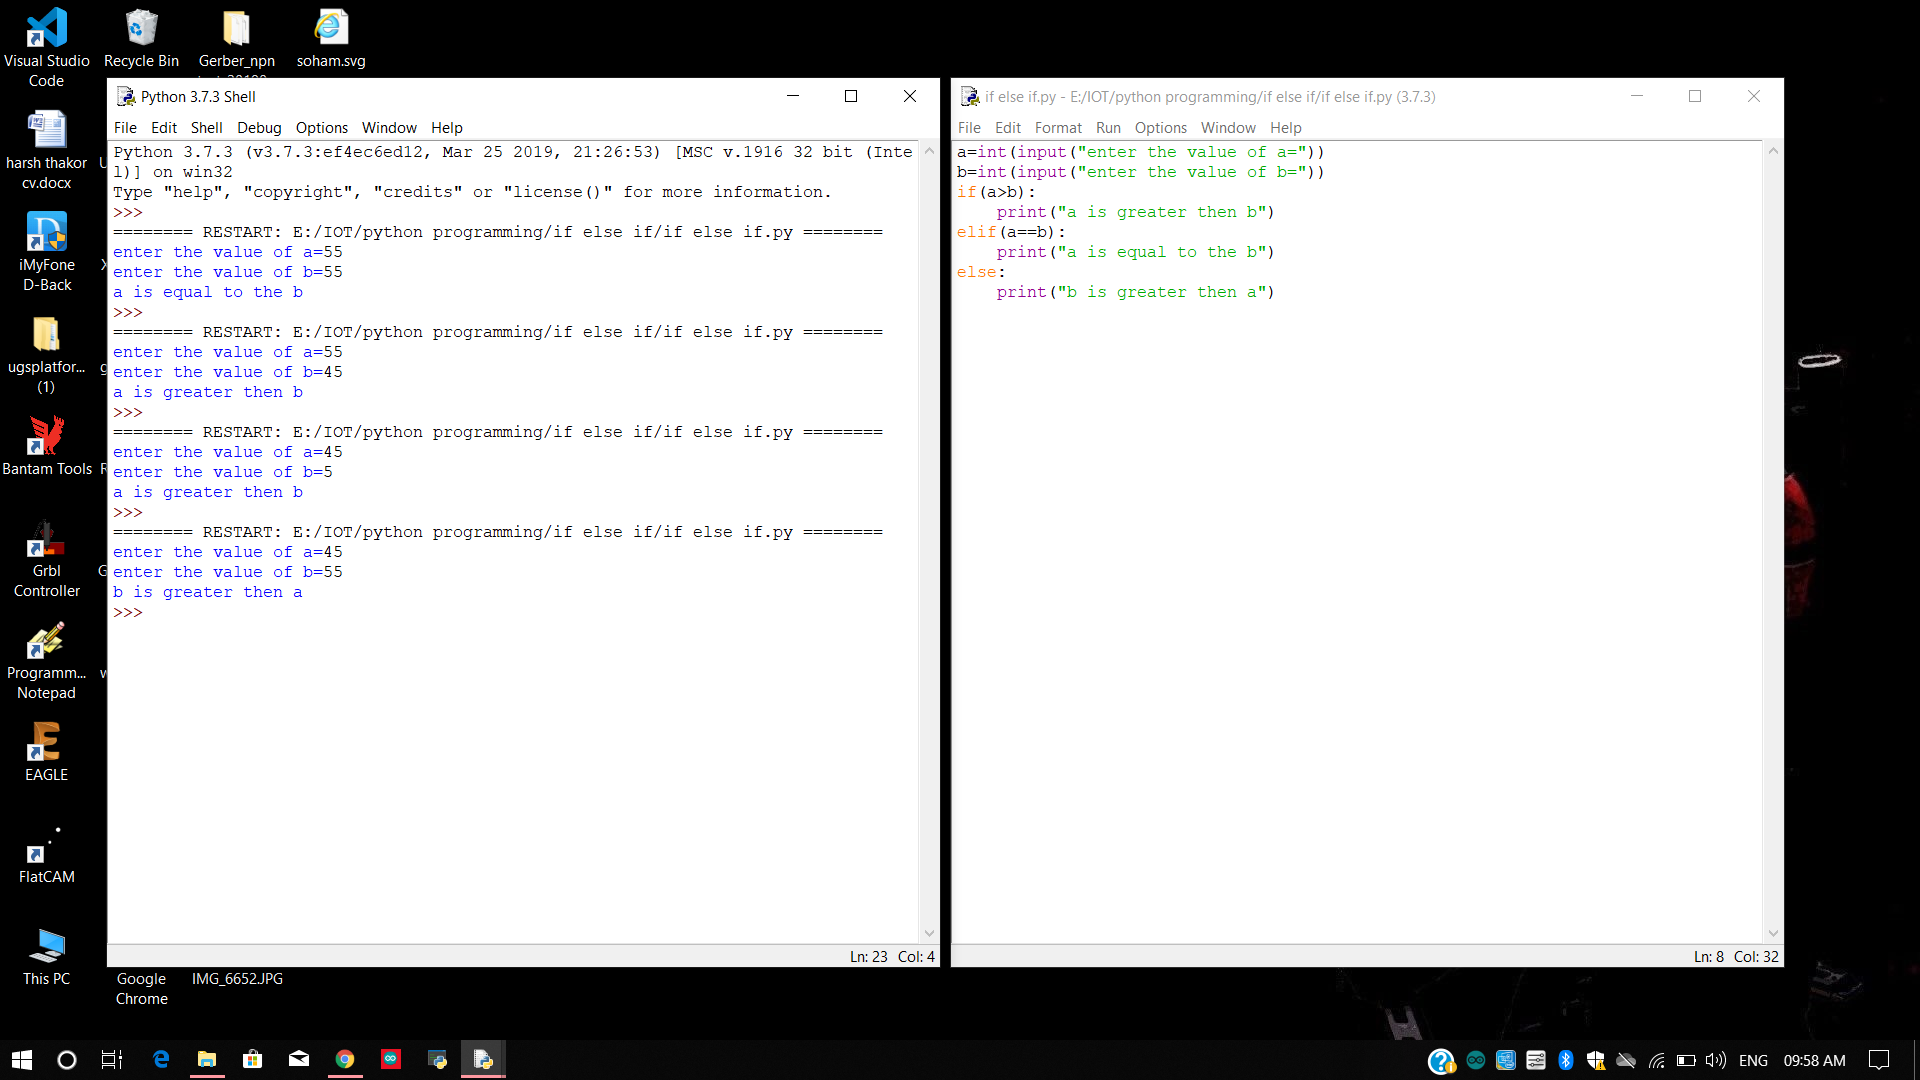 Visual Studio
Code
Recycle Bin
Gerber_npn
soham.svg
harsh thakor
cv.docx
iMyFone
D-Back
ugsplatfor...
(1)
Bantam Tools
Grbl
Controller
Programm...
Notepad
EAGLE
FlatCAM
This PC
Google
Chrome
IMG_6652.JPG
Python 3.7.3 Shell
File Edit Shell Debug Options Window Help
Python 3.7.3 (v3.7.3:ef4ec6ed12, Mar 25 2019, 21:26:53) [MSC v.1916 32 bit (Inte
l)] on win32
Type "help", "copyright", "credits" or "license()" for more information.
>>>
======== RESTART: E:/IOT/python programming/if else if/if else if.py ========
enter the value of a=55
enter the value of b=55
a is equal to the b
>>>
======== RESTART: E:/IOT/python programming/if else if/if else if.py ========
enter the value of a=55
enter the value of b=45
a is greater then b
>>>
======== RESTART: E:/IOT/python programming/if else if/if else if.py ========
enter the value of a=45
enter the value of b=5
a is greater then b
>>>
======== RESTART: E:/IOT/python programming/if else if/if else if.py ========
enter the value of a=45
enter the value of b=55
b is greater then a
>>>
Ln: 23 Col: 4
if else if.py - E:/IOT/python programming/if else if/if else if.py (3.7.3)
File Edit Format Run Options Window Help
a=int(input("enter the value of a="))
b=int(input("enter the value of b="))
if(a>b):
    print("a is greater then b")
elif(a==b):
    print("a is equal to the b")
else:
    print("b is greater then a")
Ln: 8 Col: 32
ENG 09:58 AM